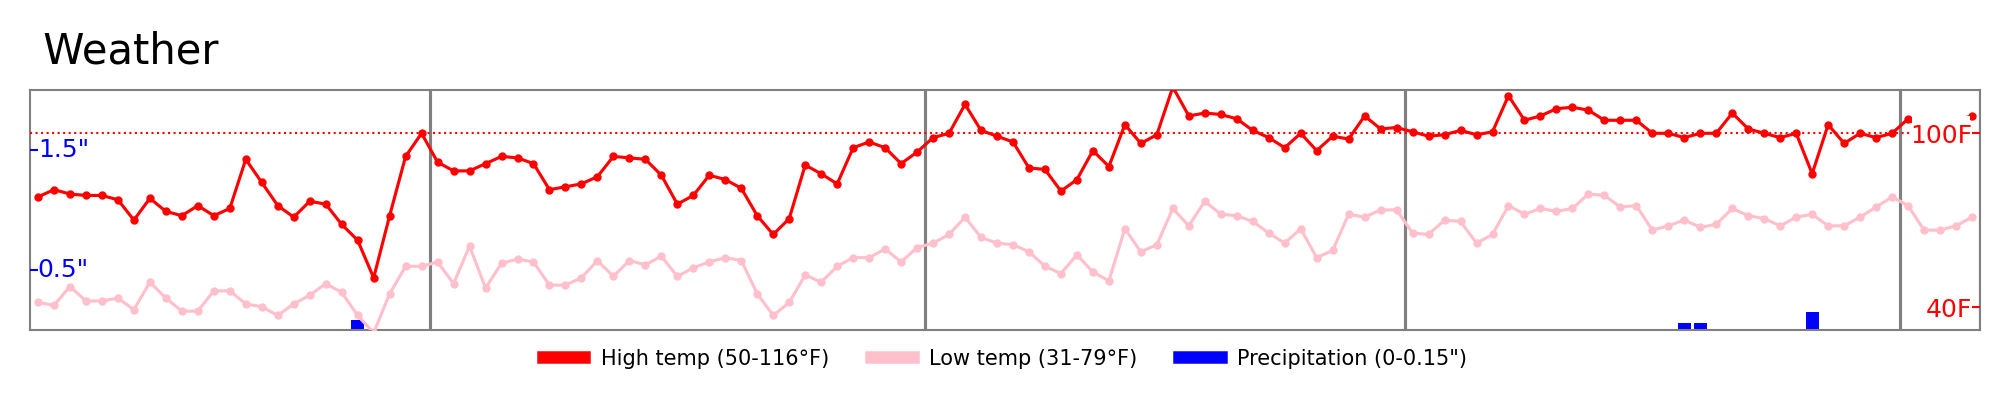 Weather
1.5"
0.5"
100F
40F
High temp (50-116°F)
Low temp (31-79°F)
Precipitation (0-0.15")